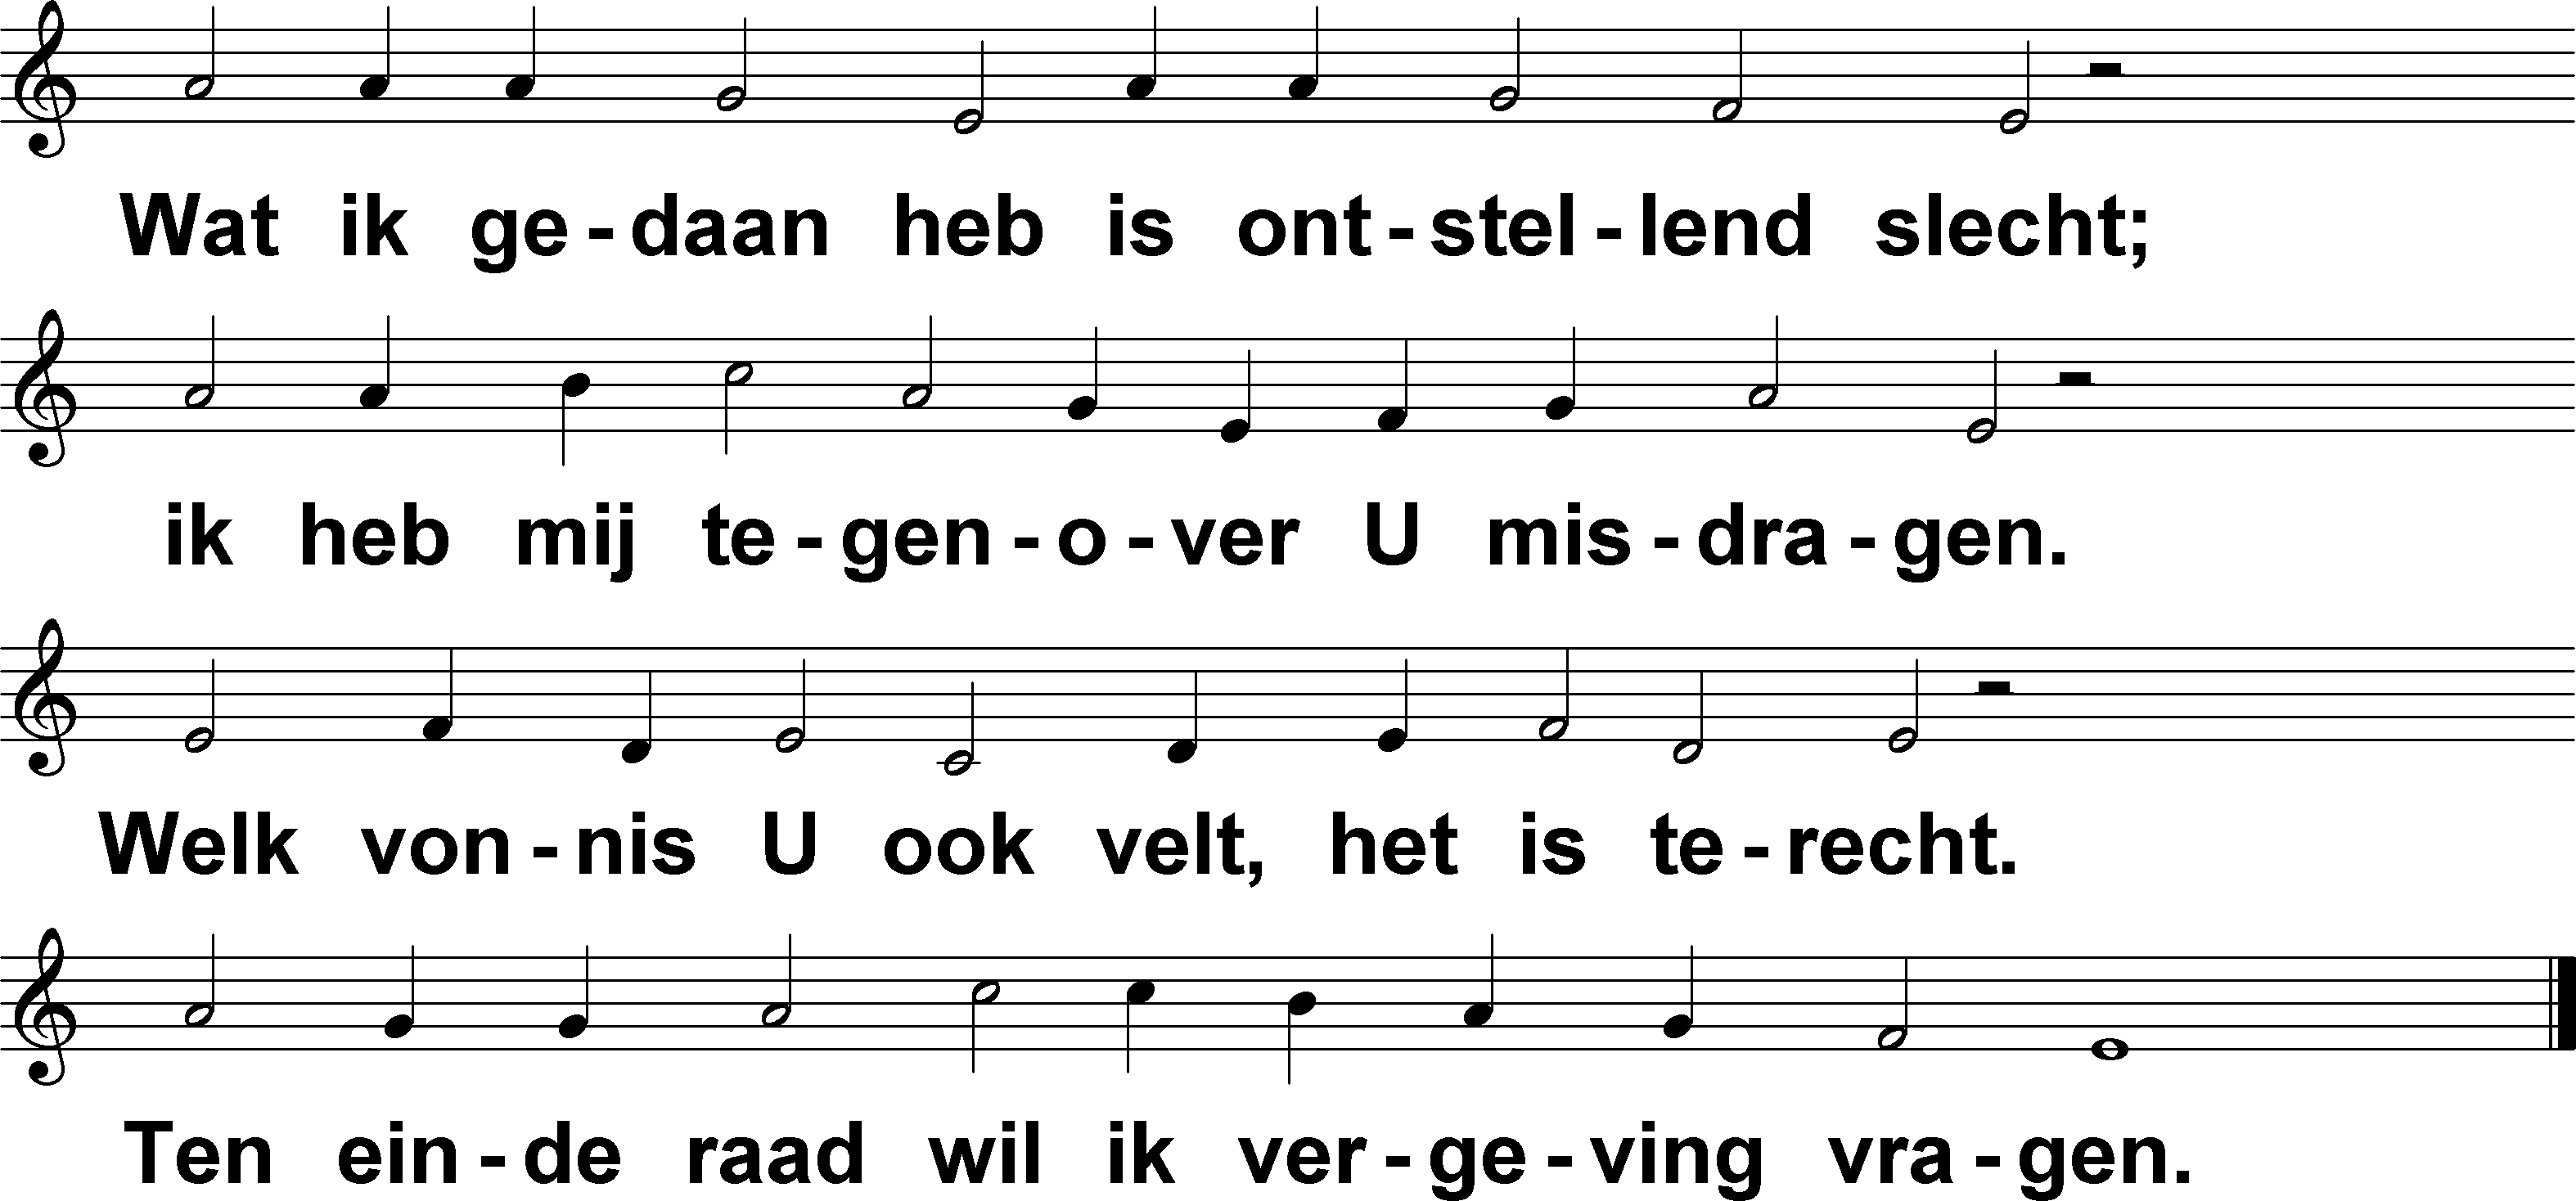 Wat ik ge-daan heb is ont-stel-lend slecht;
ik heb mij te-gen-o-ver U mis-dra-gen.
Welk von-nis U ook velt, het is te-recht.
Ten ein-de raad wil ik ver-ge-ving vra-gen.